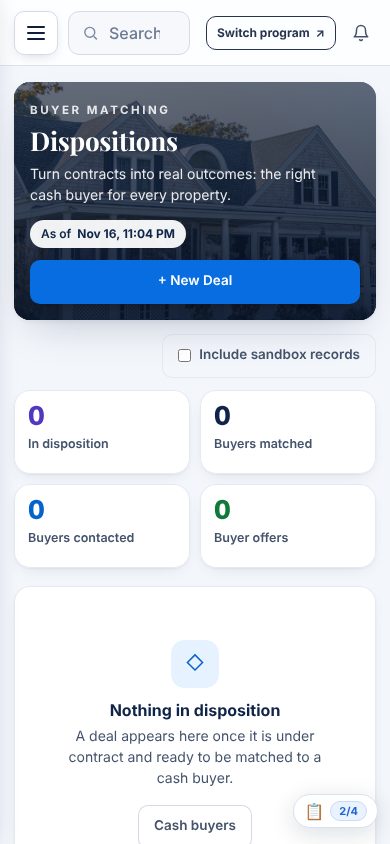 Search
Switch program ↗
BUYER MATCHING
Dispositions
Turn contracts into real outcomes: the right
cash buyer for every property.
As of Nov 16, 11:04 PM
+ New Deal
Include sandbox records
0
In disposition
0
Buyers matched
0
Buyers contacted
0
Buyer offers
Nothing in disposition
A deal appears here once it is under
contract and ready to be matched to a
cash buyer.
Cash buyers
2/4